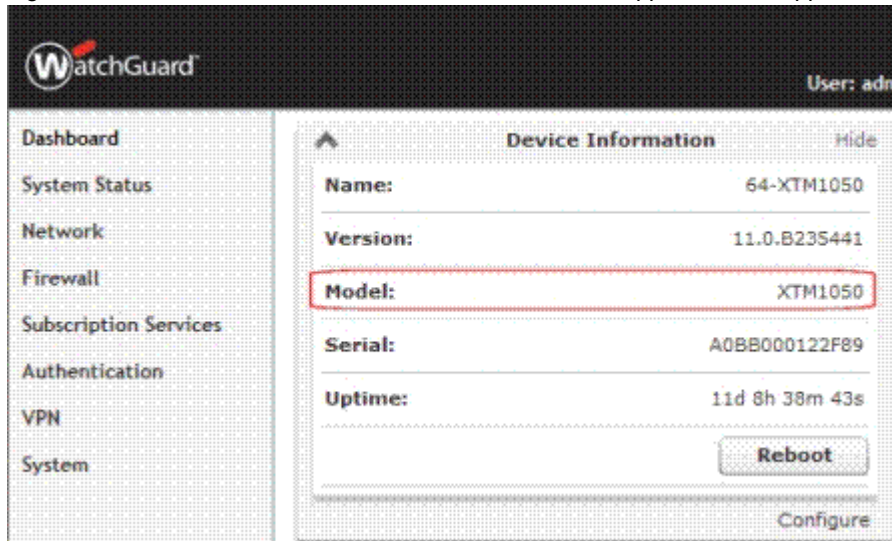 WatchGuard
User: adm
Dashboard
System Status
Network
Firewall
Subscription Services
Authentication
VPN
System
Device Information Hide
Name: 64-XTM1050
Version: 11.0.B235441
Model: XTM1050
Serial: A0BB000122F89
Uptime: 11d 8h 38m 43s
Reboot
Configure